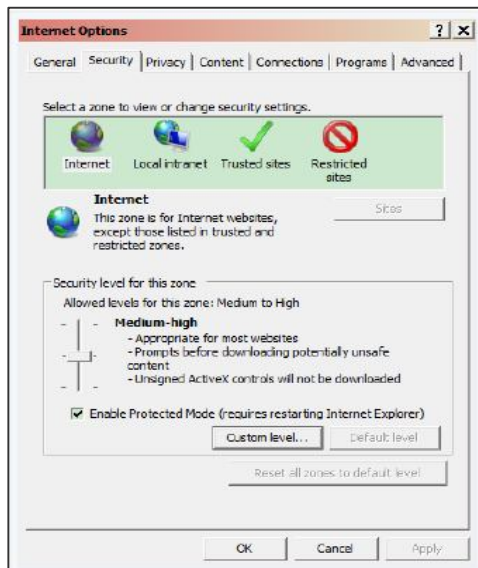 Internet Options
General Security Privacy Content Connections Programs Advanced
Select a zone to view or change security settings.
Internet Local intranet Trusted sites Restricted
sites
Internet
Sites
This zone is for Internet websites,
except those listed in trusted and
restricted zones.
Security level for this zone
Allowed levels for this zone: Medium to High
Medium-high
- Appropriate for most websites
- Prompts before downloading potentially unsafe
content
- Unsigned ActiveX controls will not be downloaded
Enable Protected Mode (requires restarting Internet Explorer)
Custom level... Default level
Reset all zones to default level
OK Cancel Apply